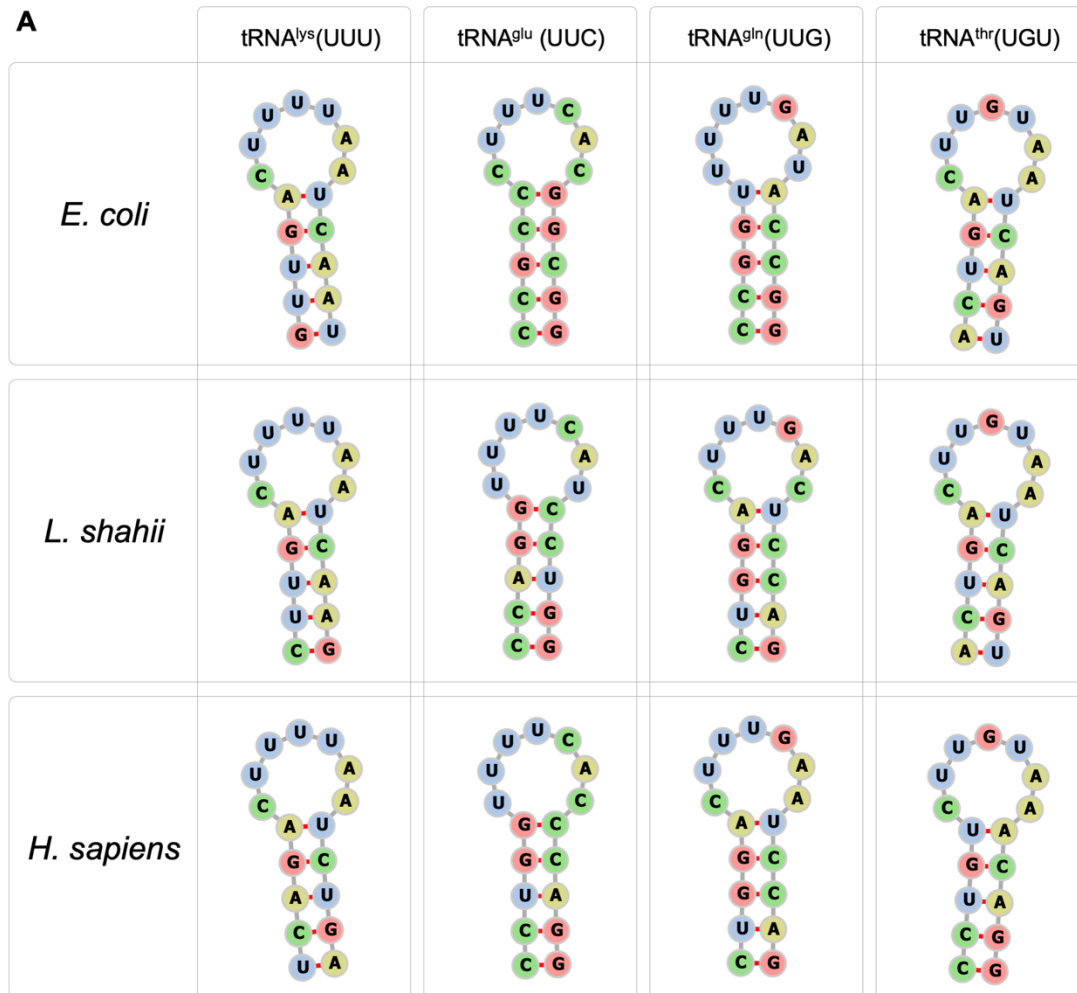 A
tRNAlys(UUU)
tRNAglu (UUC)
tRNAgln(UUG)
tRNAthr(UGU)
E. coli
G U U G A C U U U U A A U C A A U
C C G C C C U U U C A C G G C G G
C C G G U U U U U G A U A C C G G
A C U G A C U U G U A A U C A G U
L. shahii
C U U G A C U U U U A A U C A A G
C C A G G U U U U C A U C C U G G
C U G G A C U U U G A C U C C A G
A C U G A C U U G U A A U C A G U
H. sapiens
U C A G A C U U U U A A U C U G A
C C U G G U U U U C A C C C A G G
C U G G A C U U U G A A U C C A G
C C U G U C U U G U A A A C A G G